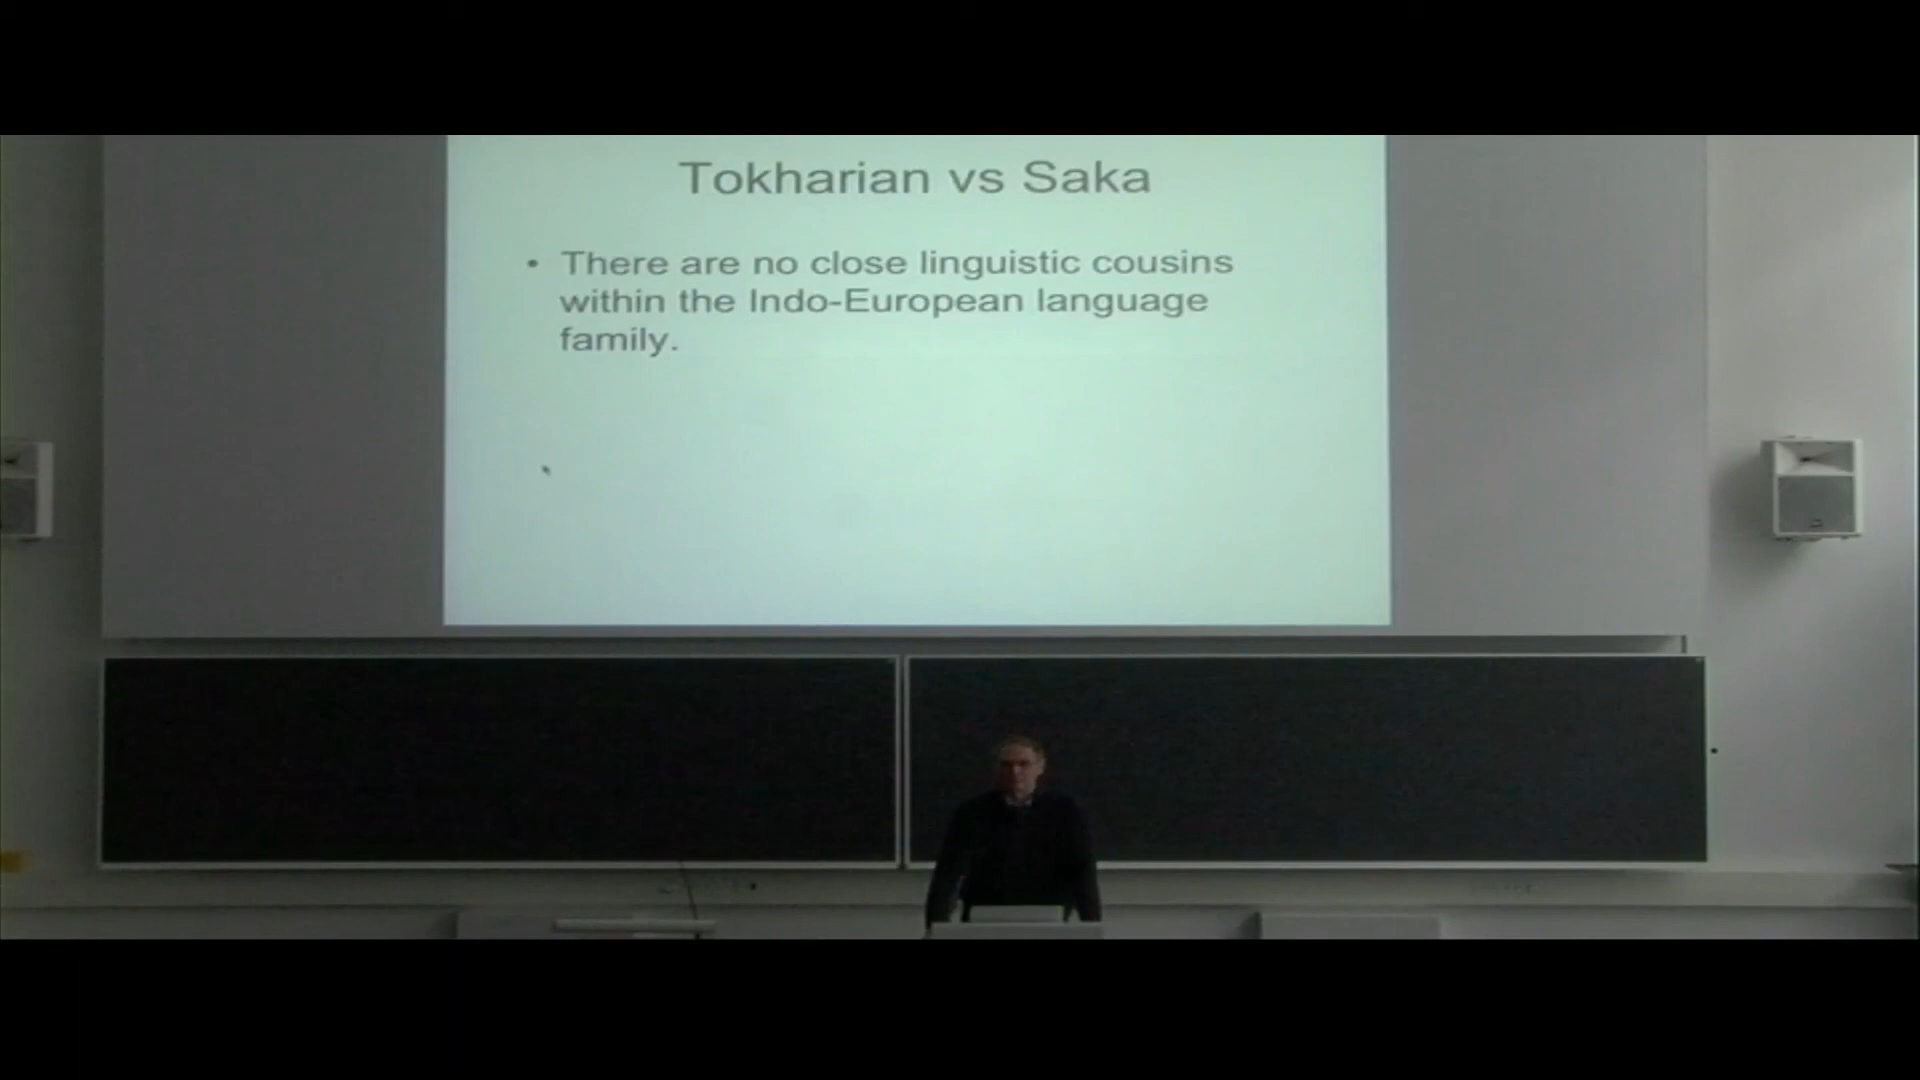 Tokharian vs Saka
• There are no close linguistic cousins
within the Indo-European language
family.